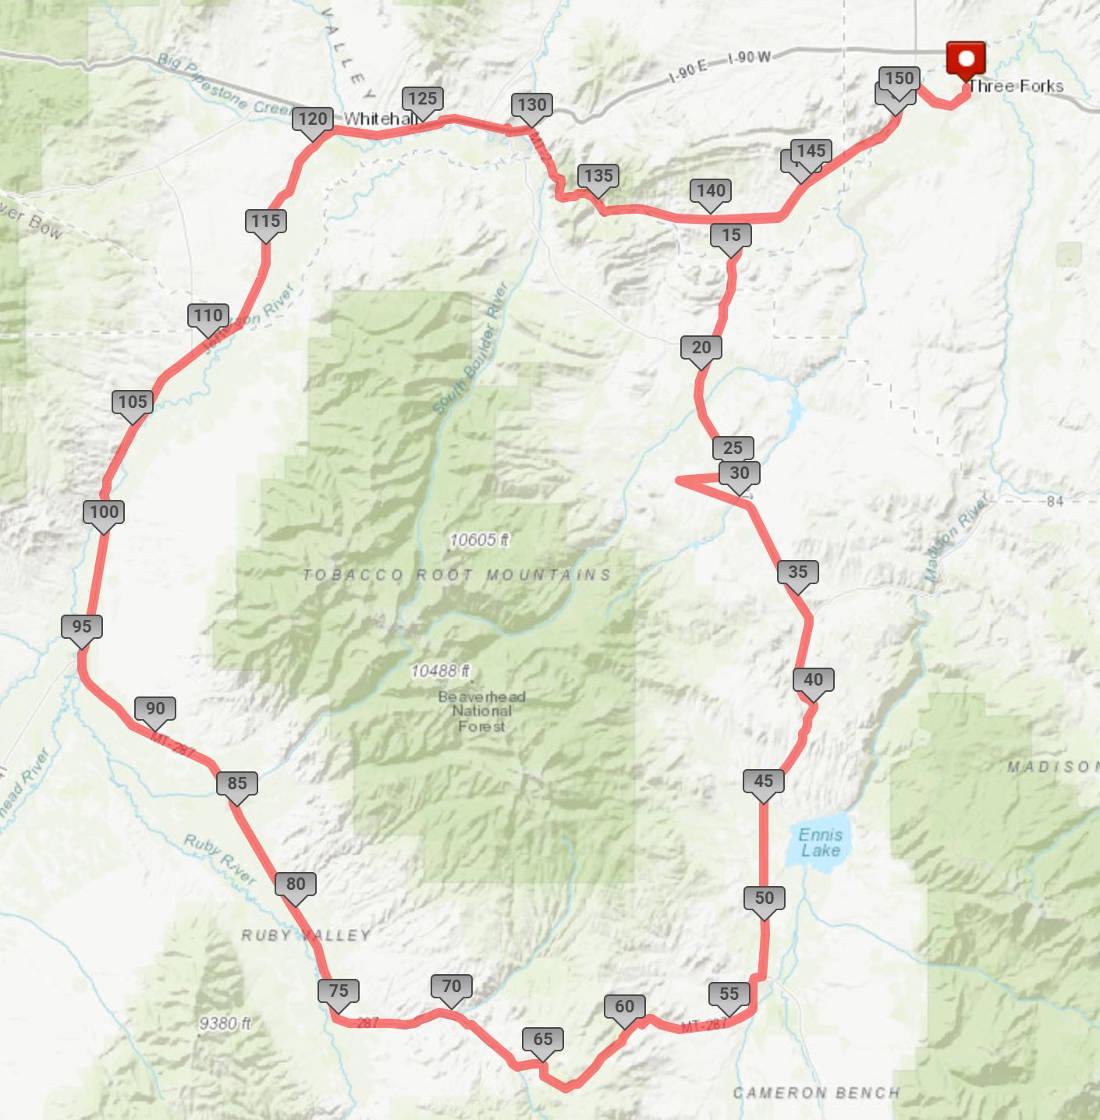 VALLEY
Big Pipestone Creek
I-90 E
I-90 W
150
Three Forks
125
130
120
Whitehall
145
135
140
115
wer Bow
15
110
Jefferson River
South Boulder River
20
105
25
30
84
100
10605 ft
Madison River
TOBACCO ROOT MOUNTAINS
35
95
10488 ft
40
Beaverhead
National
Forest
90
MT-287
MADISON
45
85
head River
Ennis
Lake
Ruby River
80
50
RUBY VALLEY
75
70
55
60
9380 ft
287
MT-287
65
CAMERON BENCH